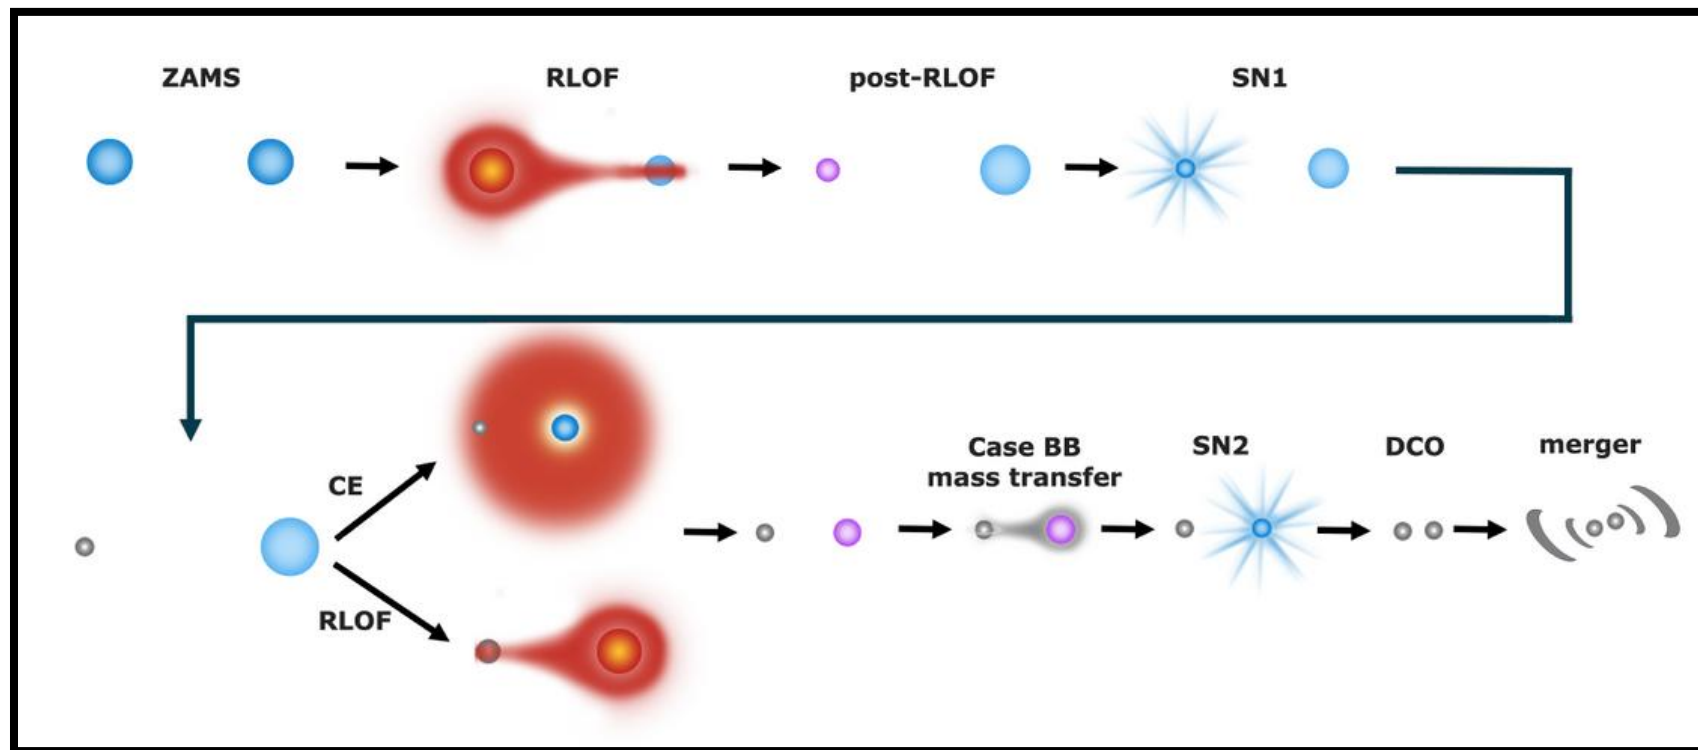 ZAMS
RLOF
post-RLOF
SN1
CE
RLOF
Case BB
mass transfer
SN2
DCO
merger